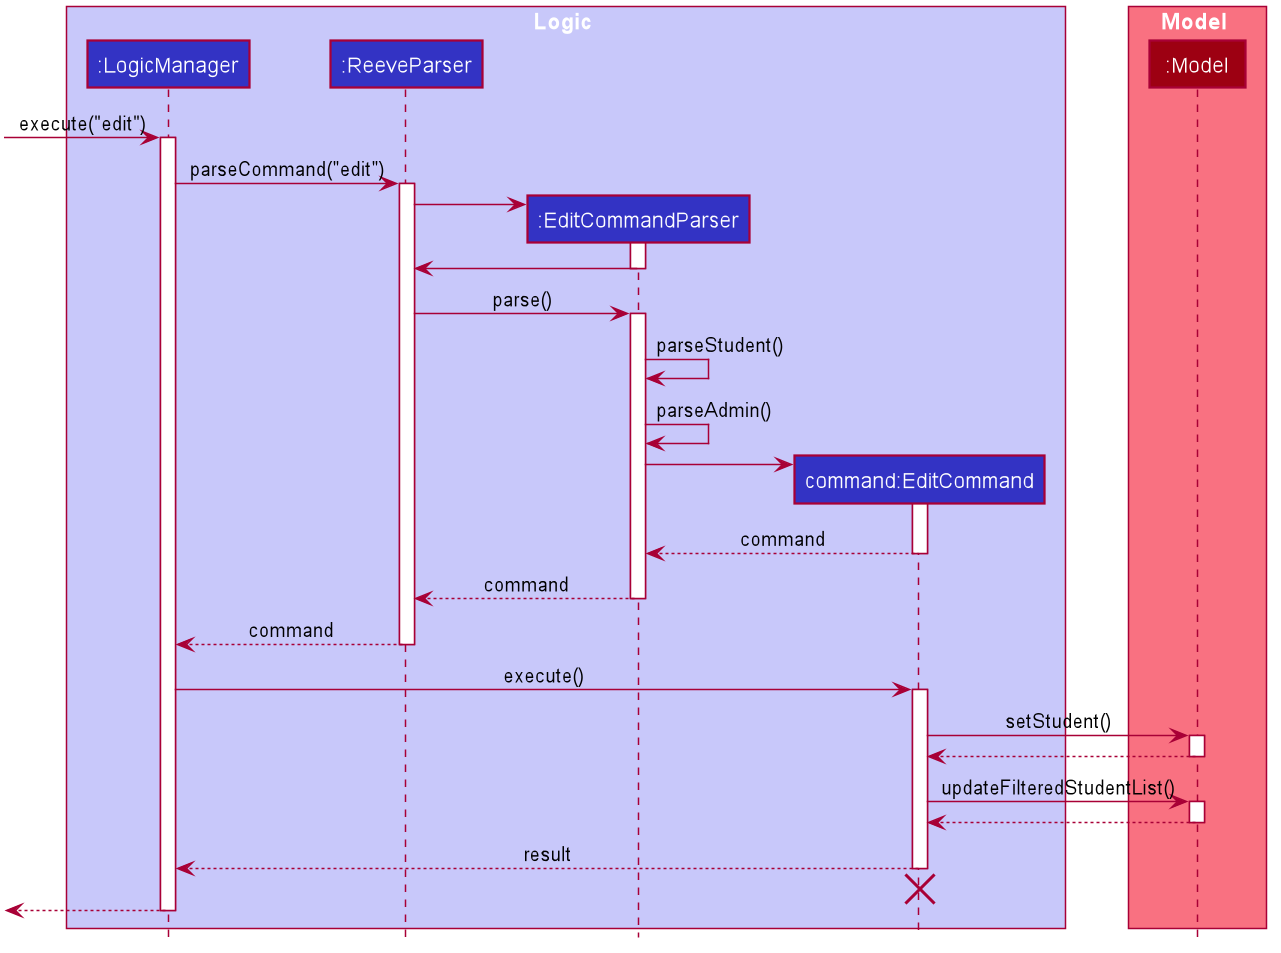 Logic
Model
:LogicManager
:ReeveParser
:Model
execute("edit")
parseCommand("edit")
:EditCommandParser
parse()
parseStudent()
parseAdmin()
command:EditCommand
command
command
command
execute()
setStudent()
updateFilteredStudentList()
result